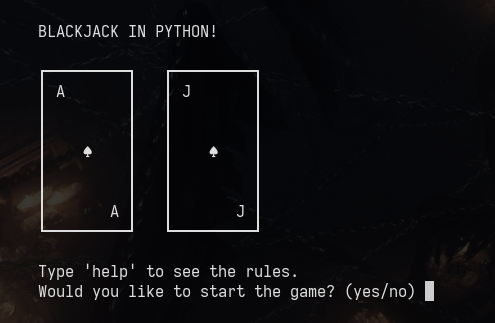 BLACKJACK IN PYTHON!
A J
♠ ♠
A J
Type 'help' to see the rules.
Would you like to start the game? (yes/no)